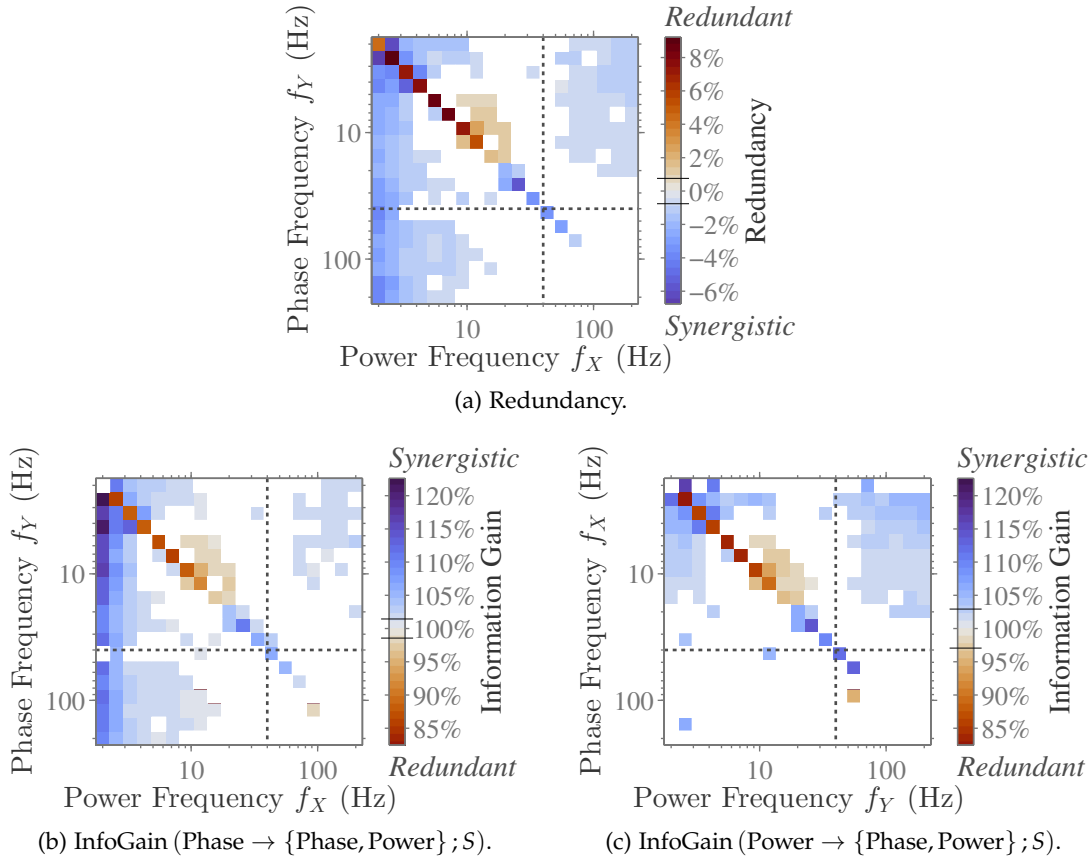 Redundant
8%
6%
4%
2%
0%
−2%
−4%
−6%
Redundancy
Synergistic
Phase Frequency f_Y (Hz)
10
100
10
100
Power Frequency f_X (Hz)
(a) Redundancy.
Synergistic
120%
115%
110%
105%
100%
95%
90%
85%
Information Gain
Redundant
Phase Frequency f_Y (Hz)
10
100
10
100
Power Frequency f_X (Hz)
(b) InfoGain (Phase → {Phase, Power} ; S).
Synergistic
120%
115%
110%
105%
100%
95%
90%
85%
Information Gain
Redundant
Phase Frequency f_X (Hz)
10
100
10
100
Power Frequency f_Y (Hz)
(c) InfoGain (Power → {Phase, Power} ; S).